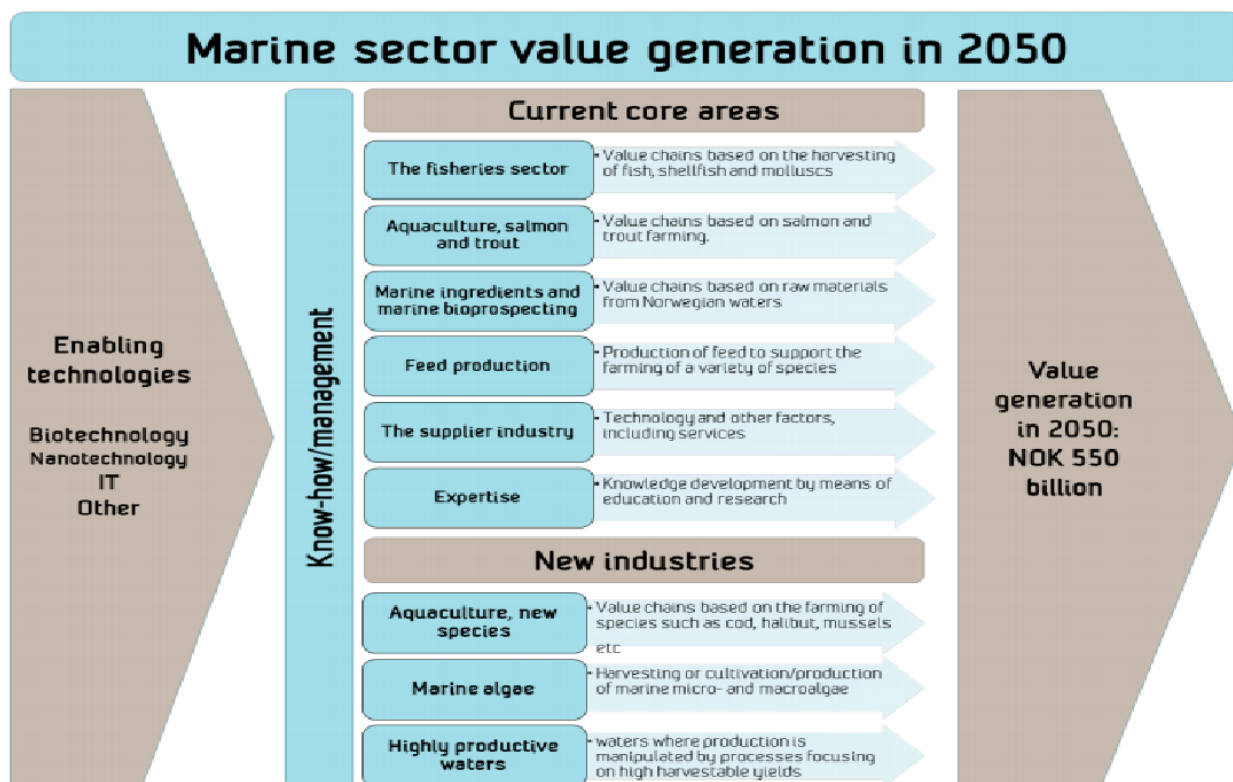 Marine sector value generation in 2050
Enabling
technologies
Biotechnology
Nanotechnology
IT
Other
Know-how/management
Current core areas
The fisheries sector
• Value chains based on the harvesting
of fish, shellfish and molluscs
Aquaculture, salmon
and trout
• Value chains based on salmon and
trout farming.
Marine ingredients and
marine bioprospecting
• Value chains based on raw materials
from Norwegian waters
Feed production
• Production of feed to support the
farming of a variety of species
The supplier industry
• Technology and other factors,
including services
Expertise
• Knowledge development by means of
education and research
New industries
Aquaculture, new
species
• Value chains based on the farming of
species such as cod, halibut, mussels
etc
Marine algae
• Harvesting or cultivation/production
of marine micro- and macroalgae
Highly productive
waters
• waters where production is
manipulated by processes focusing
on high harvestable yields
Value
generation
in 2050:
NOK 550
billion